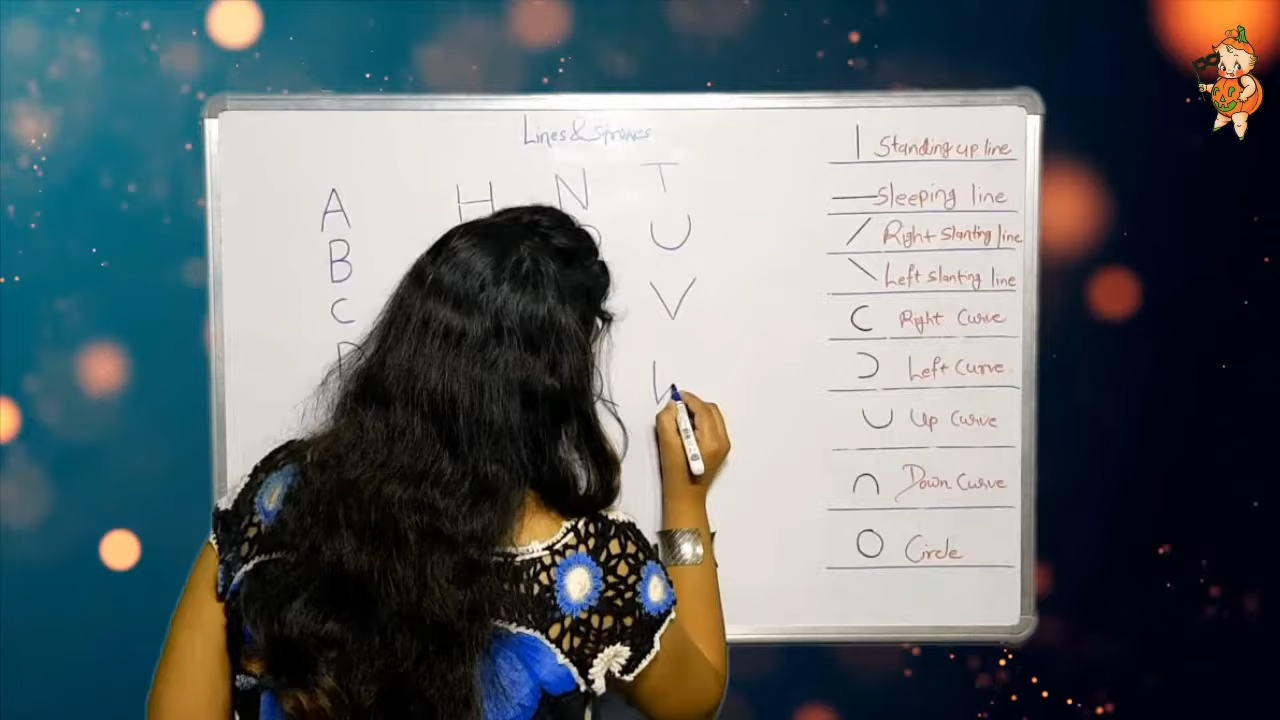 Lines & Strokes
A
B
C
D
H
N
T
U
V
| Standing up line
— Sleeping line
/ Right slanting line
\ Left slanting line
Right Curve
Left Curve
Up Curve
Down Curve
Circle